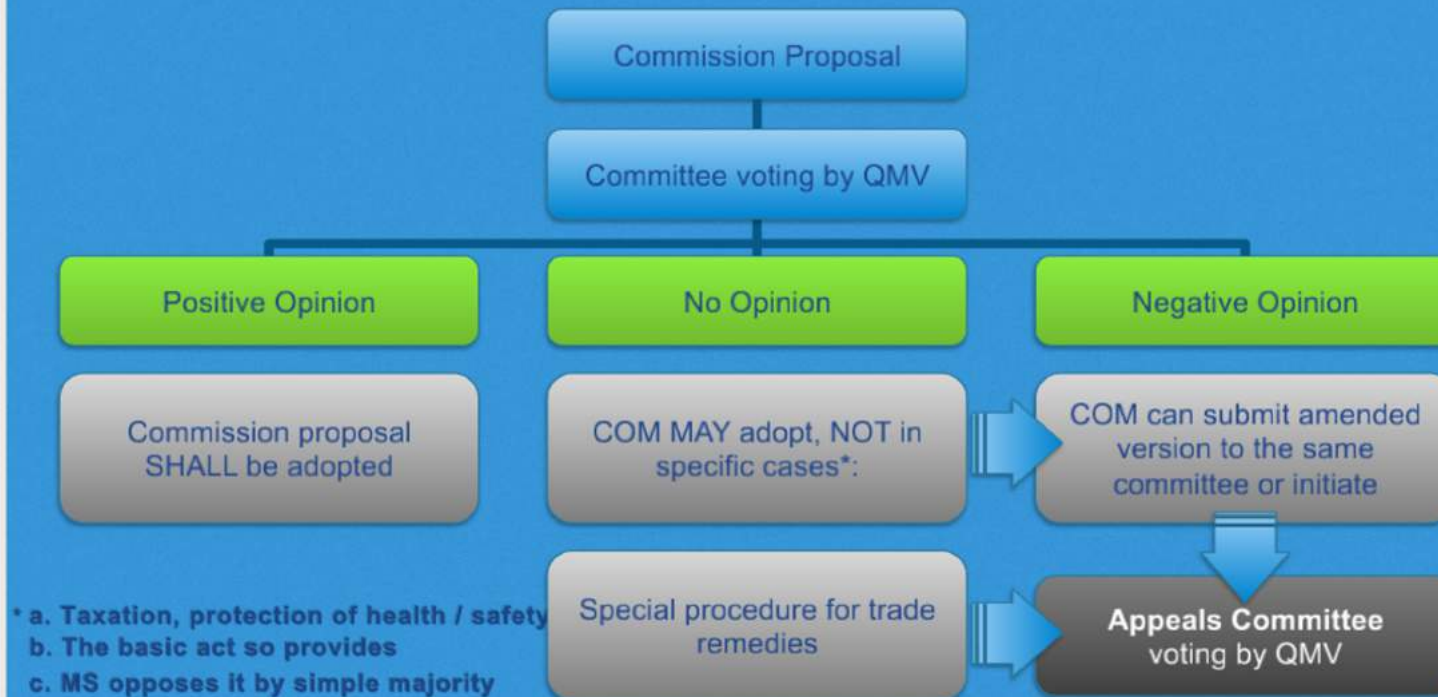 Commission Proposal
Committee voting by QMV
Positive Opinion
No Opinion
Negative Opinion
Commission proposal
SHALL be adopted
COM MAY adopt, NOT in
specific cases*:
COM can submit amended
version to the same
committee or initiate
* a. Taxation, protection of health / safety
b. The basic act so provides
c. MS opposes it by simple majority
Special procedure for trade
remedies
Appeals Committee
voting by QMV